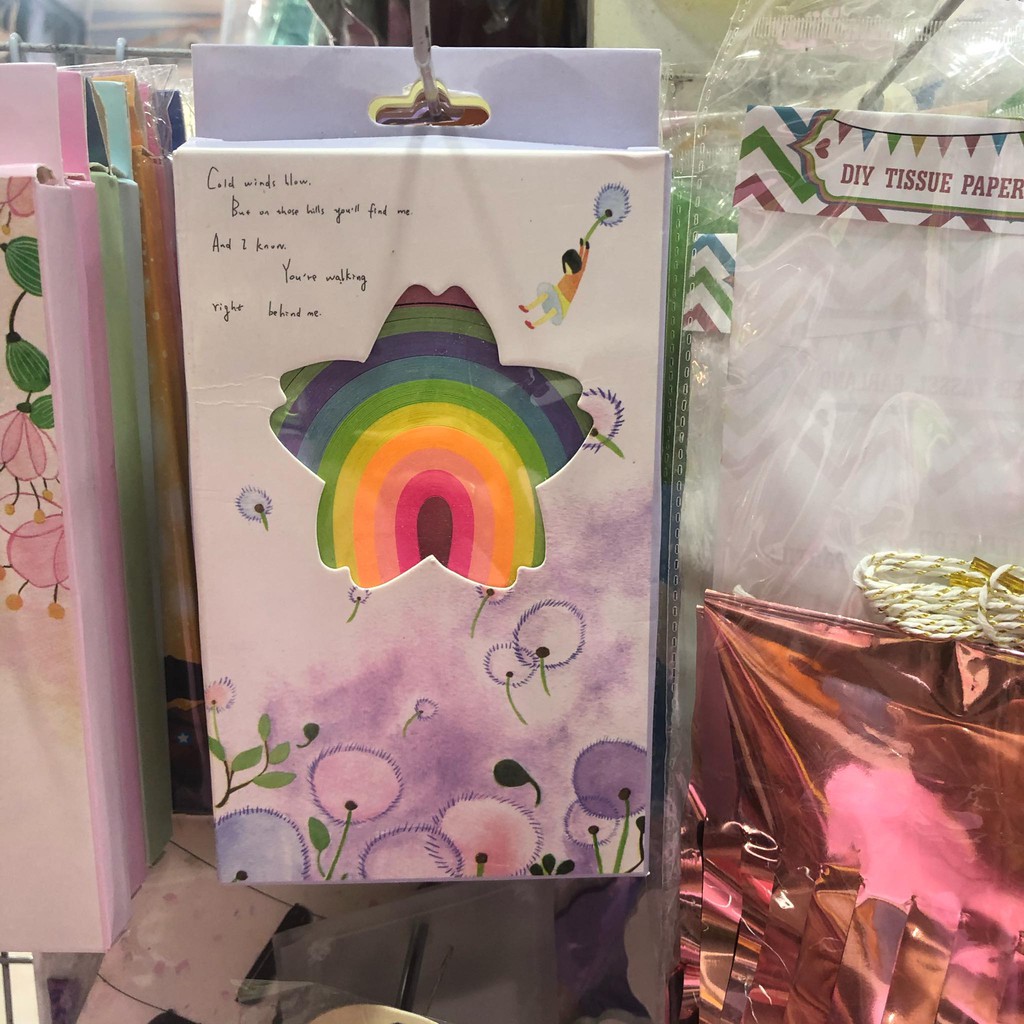 Cold winds blow.
But on those hills you'll find me.
And I know.
You're walking
right behind me.
DIY TISSUE PAPER